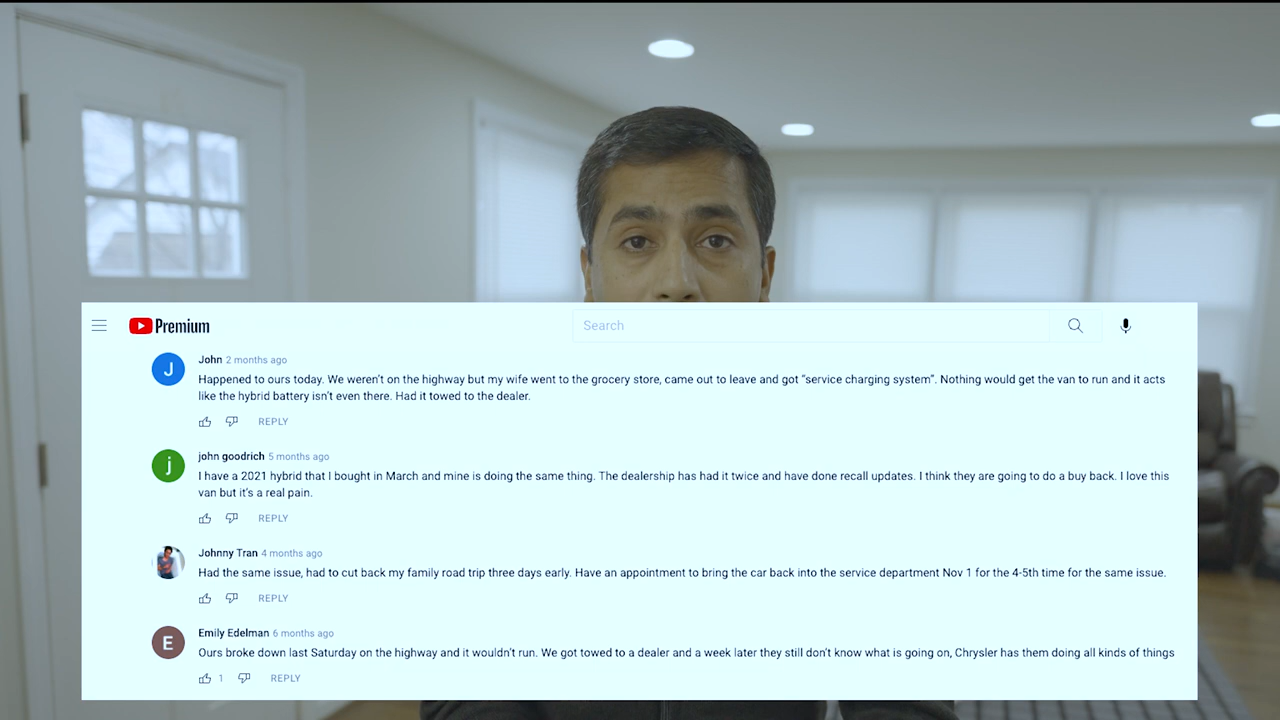 Premium
Search
John 2 months ago
Happened to ours today. We weren’t on the highway but my wife went to the grocery store, came out to leave and got “service charging system”. Nothing would get the van to run and it acts
like the hybrid battery isn’t even there. Had it towed to the dealer.
REPLY
john goodrich 5 months ago
I have a 2021 hybrid that I bought in March and mine is doing the same thing. The dealership has had it twice and have done recall updates. I think they are going to do a buy back. I love this
van but it’s a real pain.
REPLY
Johnny Tran 4 months ago
Had the same issue, had to cut back my family road trip three days early. Have an appointment to bring the car back into the service department Nov 1 for the 4-5th time for the same issue.
REPLY
Emily Edelman 6 months ago
Ours broke down last Saturday on the highway and it wouldn’t run. We got towed to a dealer and a week later they still don’t know what is going on, Chrysler has them doing all kinds of things
1 REPLY
J
j
E